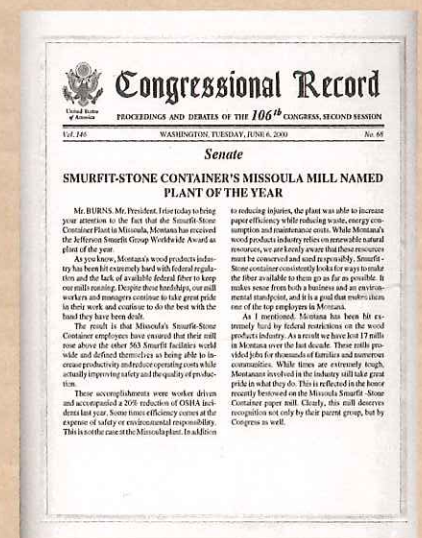 United States
of America
Congressional Record
PROCEEDINGS AND DEBATES OF THE 106th CONGRESS, SECOND SESSION
Vol. 146
WASHINGTON, TUESDAY, JUNE 6, 2000
No. 68
Senate
SMURFIT-STONE CONTAINER'S MISSOULA MILL NAMED
PLANT OF THE YEAR
Mr. BURNS. Mr. President, I rise today to bring
your attention to the fact that the Smurfit-Stone
Container Plant in Missoula, Montana has received
the Jefferson Smurfit Group Worldwide Award as
plant of the year.
As you know, Montana's wood products indus-
try has been hit extremely hard with federal regula-
tion and the lack of available federal fiber to keep
our mills running. Despite these hardships, our mill
workers and managers continue to take great pride
in their work and continue to do the best with the
hand they have been dealt.
The result is that Missoula's Smurfit-Stone
Container employees have ensured that their mill
rose above the other 563 Smurfit facilities world
wide and defined themselves as being able to in-
crease productivity and reduce operating costs while
actually improving safety and the quality of produc-
tion.
These accomplishments were worker driven
and accompanied a 20% reduction of OSHA inci-
dents last year. Some times efficiency comes at the
expense of safety or environmental responsibility.
This is not the case at the Missoula plant. In addition
to reducing injuries, the plant was able to increase
paper efficiency while reducing waste, energy con-
sumption and maintenance costs. While Montana's
wood products industry relies on renewable natural
resources, we are keenly aware that these resources
must be conserved and used responsibly. Smurfit-
Stone container consistently looks for ways to make
the fiber available to them go as far as possible. It
makes sense from both a business and an environ-
mental standpoint, and it is a goal that makes them
one of the top employers in Montana.
As I mentioned, Montana has been hit ex-
tremely hard by federal restrictions on the wood
products industry. As a result we have lost 17 mills
in Montana over the last decade. These mills pro-
vided jobs for thousands of families and numerous
communities. While times are extremely tough,
Montanans involved in the industry still take great
pride in what they do. This is reflected in the honor
recently bestowed on the Missoula Smurfit-Stone
Container paper mill. Clearly, this mill deserves
recognition not only by their parent group, but by
Congress as well.